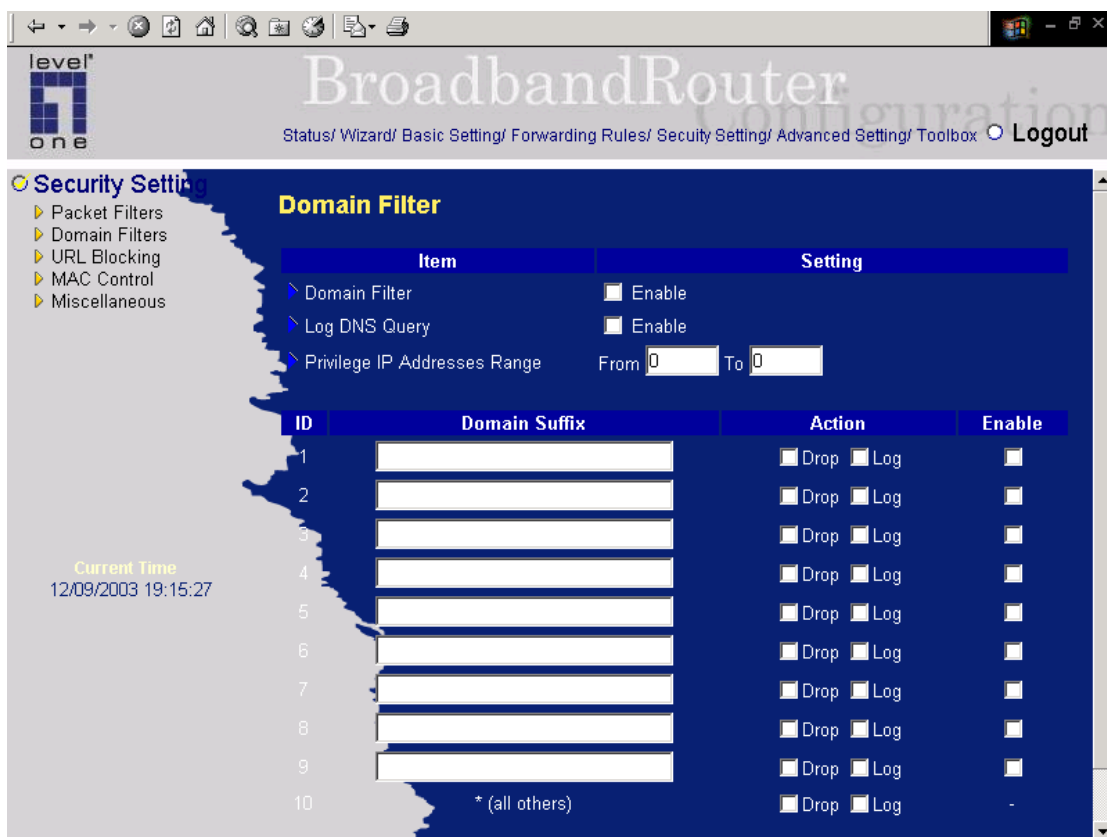 level
one
BroadbandRouter
Configuration
Status/ Wizard/ Basic Setting/ Forwarding Rules/ Secuity Setting/ Advanced Setting/ Toolbox Logout
Security Setting
Packet Filters
Domain Filters
URL Blocking
MAC Control
Miscellaneous
Current Time
12/09/2003 19:15:27
Domain Filter
Item Setting
Domain Filter Enable
Log DNS Query Enable
Privilege IP Addresses Range From 0 To 0
ID Domain Suffix Action Enable
1 Drop Log
2 Drop Log
3 Drop Log
4 Drop Log
5 Drop Log
6 Drop Log
7 Drop Log
8 Drop Log
9 Drop Log
10 * (all others) Drop Log -